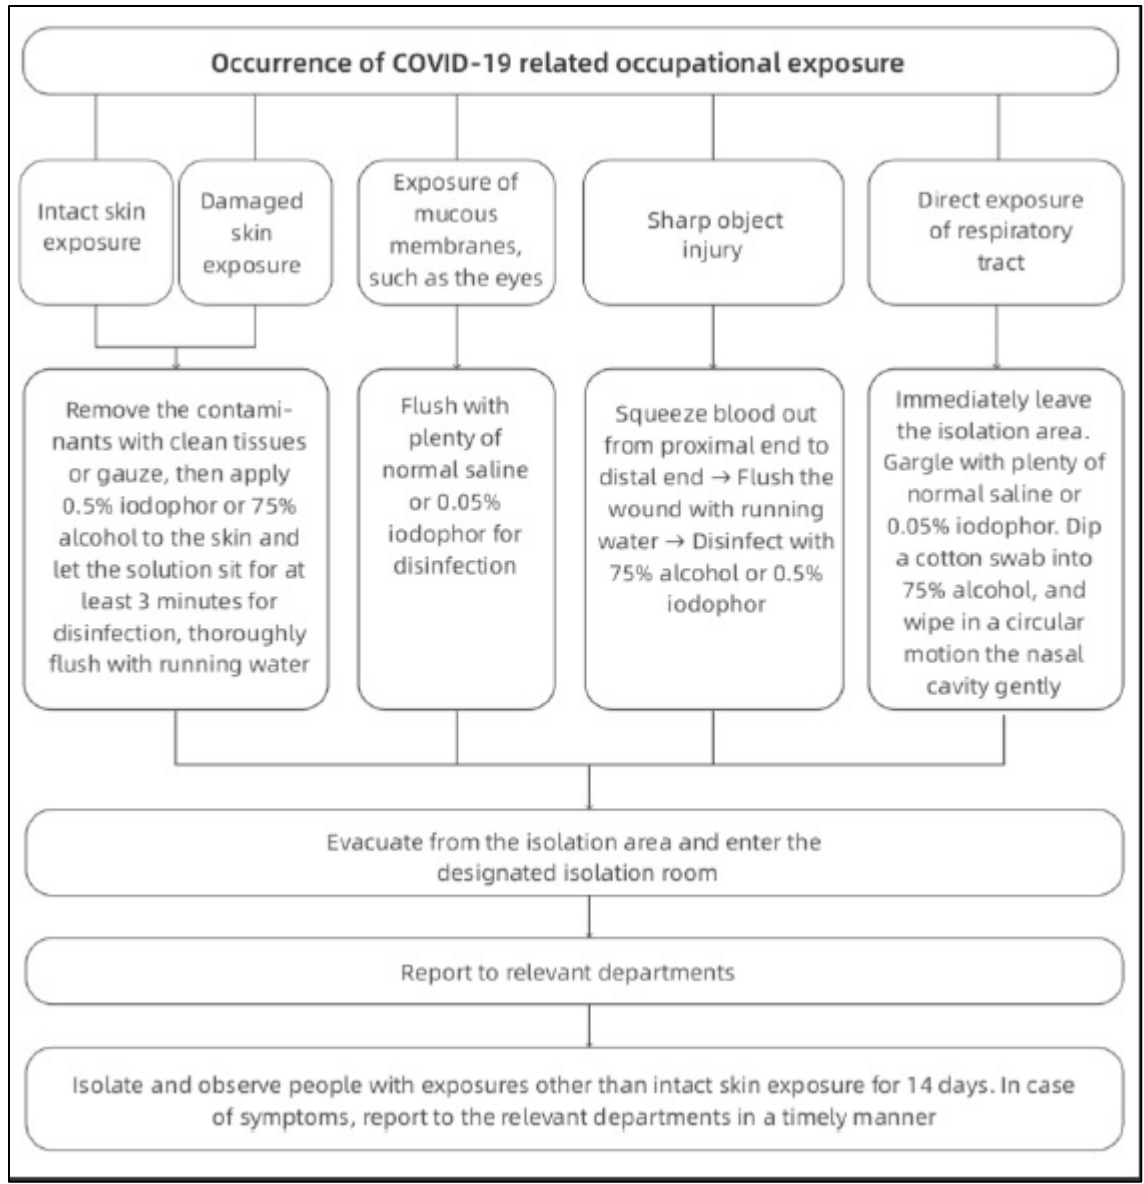 Occurrence of COVID-19 related occupational exposure
Intact skin
exposure
Damaged
skin
exposure
Exposure of
mucous
membranes,
such as the eyes
Sharp object
injury
Direct exposure
of respiratory
tract
Remove the contami-
nants with clean tissues
or gauze, then apply
0.5% iodophor or 75%
alcohol to the skin and
let the solution sit for at
least 3 minutes for
disinfection, thoroughly
flush with running water
Flush with
plenty of
normal saline
or 0.05%
iodophor for
disinfection
Squeeze blood out
from proximal end to
distal end → Flush the
wound with running
water → Disinfect with
75% alcohol or 0.5%
iodophor
Immediately leave
the isolation area.
Gargle with plenty of
normal saline or
0.05% iodophor. Dip
a cotton swab into
75% alcohol, and
wipe in a circular
motion the nasal
cavity gently
Evacuate from the isolation area and enter the
designated isolation room
Report to relevant departments
Isolate and observe people with exposures other than intact skin exposure for 14 days. In case
of symptoms, report to the relevant departments in a timely manner